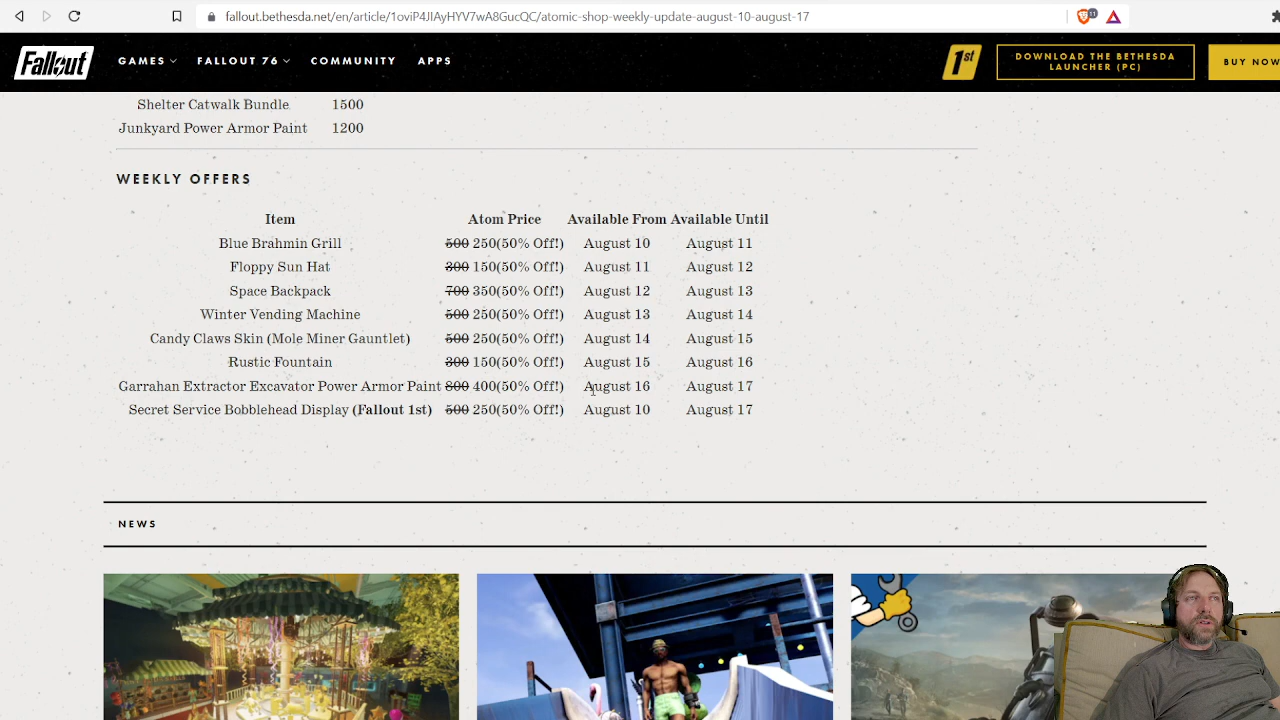 fallout.bethesda.net/en/article/1oviP4JIAyHYV7wA8GucQC/atomic-shop-weekly-update-august-10-august-17
11
Fallout
GAMES
FALLOUT 76
COMMUNITY
APPS
1st
DOWNLOAD THE BETHESDA
LAUNCHER (PC)
BUY NOW
Shelter Catwalk Bundle 1500
Junkyard Power Armor Paint 1200
WEEKLY OFFERS
Item Atom Price Available From Available Until
Blue Brahmin Grill 500 250(50% Off!) August 10 August 11
Floppy Sun Hat 300 150(50% Off!) August 11 August 12
Space Backpack 700 350(50% Off!) August 12 August 13
Winter Vending Machine 500 250(50% Off!) August 13 August 14
Candy Claws Skin (Mole Miner Gauntlet) 500 250(50% Off!) August 14 August 15
Rustic Fountain 300 150(50% Off!) August 15 August 16
Garrahan Extractor Excavator Power Armor Paint 800 400(50% Off!) August 16 August 17
Secret Service Bobblehead Display (Fallout 1st) 500 250(50% Off!) August 10 August 17
NEWS